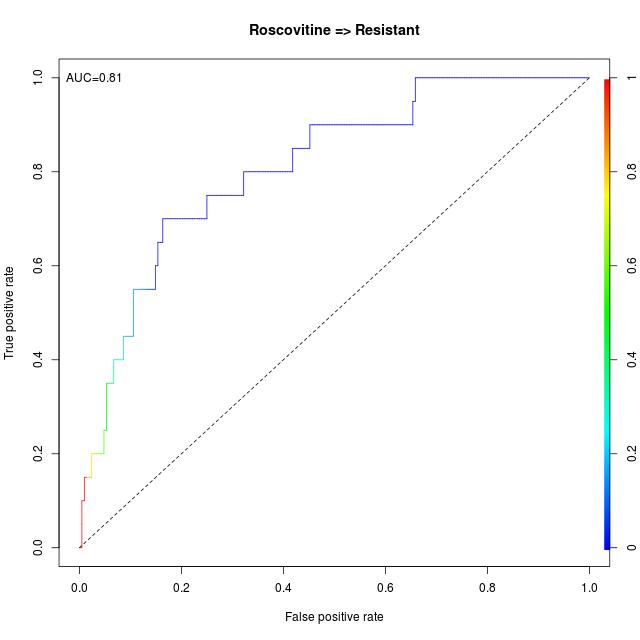 Roscovitine => Resistant
AUC=0.81
1.0
0.8
0.6
0.4
0.2
0.0
True positive rate
0.0 0.2 0.4 0.6 0.8 1.0
False positive rate
1
0.8
0.6
0.4
0.2
0